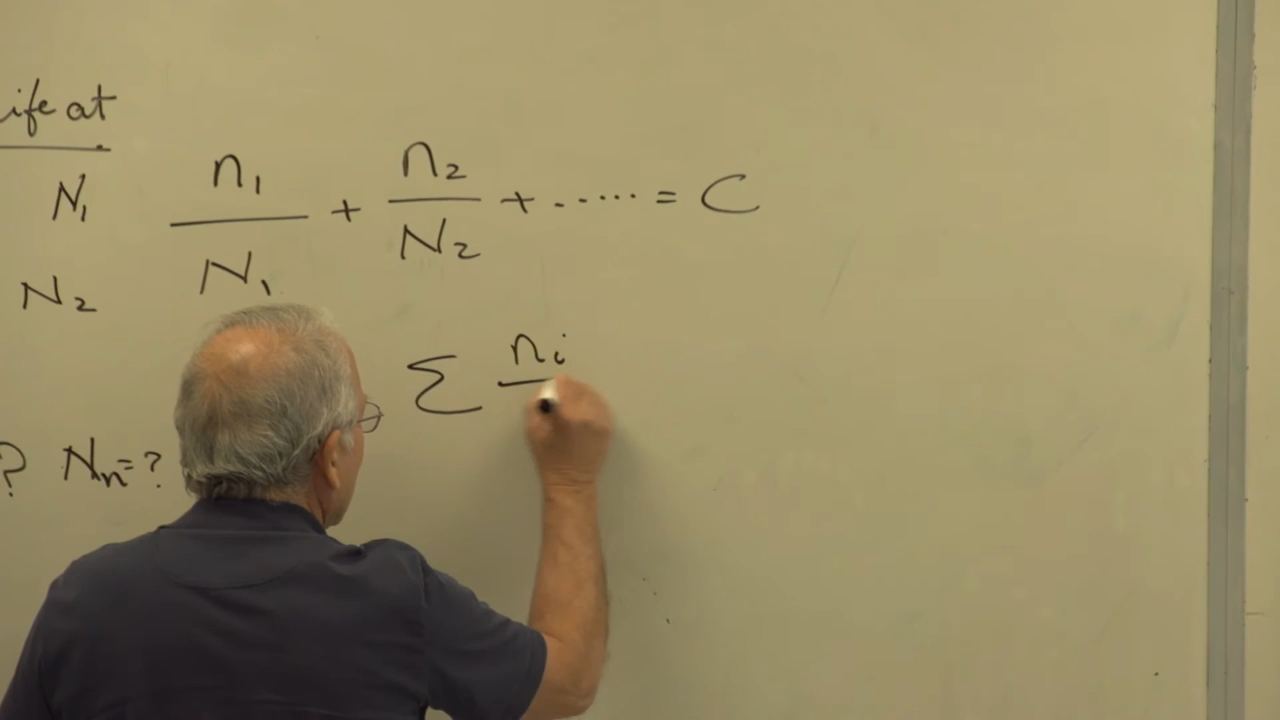 ife at
N₁
n₁/N₁ + n₂/N₂ + ...... = C
N₂
Σ nᵢ
? Nₙ=?